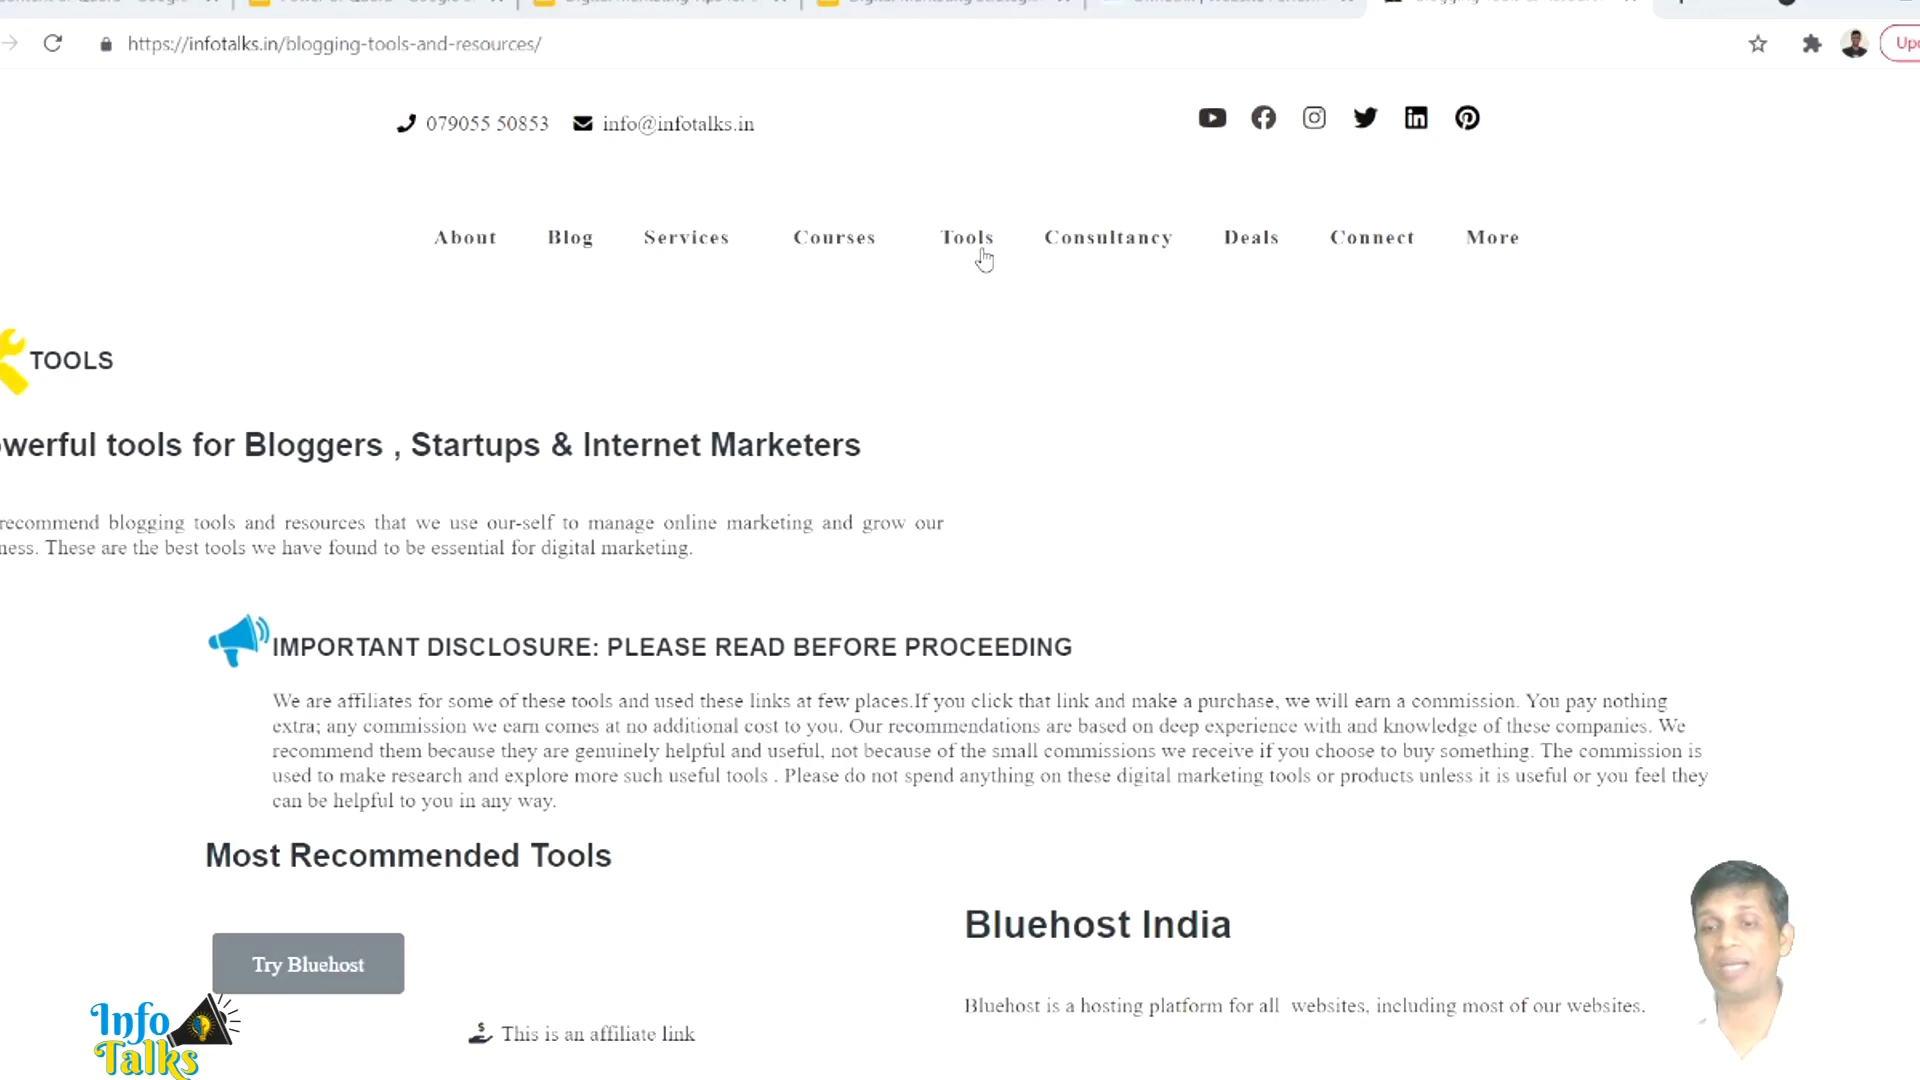 https://infotalks.in/blogging-tools-and-resources/
079055 50853 info@infotalks.in
About Blog Services Courses Tools Consultancy Deals Connect More
TOOLS
werful tools for Bloggers , Startups & Internet Marketers
recommend blogging tools and resources that we use our-self to manage online marketing and grow our
ness. These are the best tools we have found to be essential for digital marketing.
IMPORTANT DISCLOSURE: PLEASE READ BEFORE PROCEEDING
We are affiliates for some of these tools and used these links at few places.If you click that link and make a purchase, we will earn a commission. You pay nothing
extra; any commission we earn comes at no additional cost to you. Our recommendations are based on deep experience with and knowledge of these companies. We
recommend them because they are genuinely helpful and useful, not because of the small commissions we receive if you choose to buy something. The commission is
used to make research and explore more such useful tools . Please do not spend anything on these digital marketing tools or products unless it is useful or you feel they
can be helpful to you in any way.
Most Recommended Tools
Bluehost India
Try Bluehost
Bluehost is a hosting platform for all websites, including most of our websites.
This is an affiliate link
Info
Talks